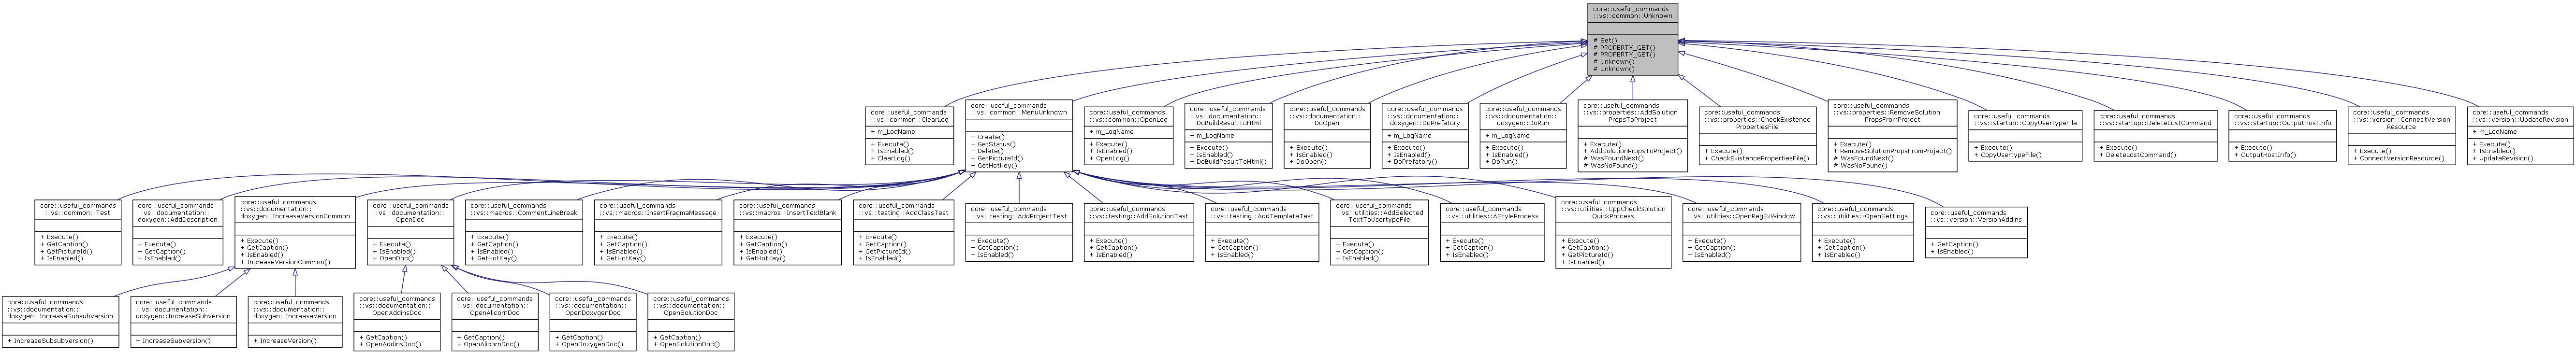 core::useful_commands
::vs::common::Unknown
# Set()
# PROPERTY_GET()
# PROPERTY_GET()
# Unknown()
# Unknown()
core::useful_commands
::vs::common::ClearLog
+ m_LogName
+ Execute()
+ IsEnabled()
+ ClearLog()
core::useful_commands
::vs::common::MenuUnknown
+ Create()
+ GetStatus()
+ Delete()
+ GetPictureId()
+ GetHotKey()
core::useful_commands
::vs::common::OpenLog
+ m_LogName
+ Execute()
+ IsEnabled()
+ OpenLog()
core::useful_commands
::vs::documentation::
DoBuildResultToHtml
+ m_LogName
+ Execute()
+ IsEnabled()
+ DoBuildResultToHtml()
core::useful_commands
::vs::documentation::
DoOpen
+ Execute()
+ IsEnabled()
+ DoOpen()
core::useful_commands
::vs::documentation::
doxygen::DoPrefatory
+ m_LogName
+ Execute()
+ IsEnabled()
+ DoPrefatory()
core::useful_commands
::vs::documentation::
doxygen::DoRun
+ m_LogName
+ Execute()
+ IsEnabled()
+ DoRun()
core::useful_commands
::vs::properties::AddSolution
PropsToProject
+ Execute()
+ AddSolutionPropsToProject()
# WasFoundNext()
# WasNoFound()
core::useful_commands
::vs::properties::CheckExistence
PropertiesFile
+ Execute()
+ CheckExistencePropertiesFile()
core::useful_commands
::vs::properties::RemoveSolution
PropsFromProject
+ Execute()
+ RemoveSolutionPropsFromProject()
# WasFoundNext()
# WasNoFound()
core::useful_commands
::vs::startup::CopyUsertypeFile
+ Execute()
+ CopyUsertypeFile()
core::useful_commands
::vs::startup::DeleteLostCommand
+ Execute()
+ DeleteLostCommand()
core::useful_commands
::vs::startup::OutputHostInfo
+ Execute()
+ OutputHostInfo()
core::useful_commands
::vs::version::ConnectVersion
Resource
+ Execute()
+ ConnectVersionResource()
core::useful_commands
::vs::version::UpdateRevision
+ m_LogName
+ Execute()
+ IsEnabled()
+ UpdateRevision()
core::useful_commands
::vs::common::Test
+ Execute()
+ GetCaption()
+ GetPictureId()
+ IsEnabled()
core::useful_commands
::vs::documentation::
doxygen::AddDescription
+ Execute()
+ GetCaption()
+ IsEnabled()
core::useful_commands
::vs::documentation::
doxygen::IncreaseVersionCommon
+ Execute()
+ GetCaption()
+ IsEnabled()
+ IncreaseVersionCommon()
core::useful_commands
::vs::documentation::
OpenDoc
+ Execute()
+ IsEnabled()
+ OpenDoc()
core::useful_commands
::vs::macros::CommentLineBreak
+ Execute()
+ GetCaption()
+ IsEnabled()
+ GetHotKey()
core::useful_commands
::vs::macros::InsertPragmaMessage
+ Execute()
+ GetCaption()
+ IsEnabled()
+ GetHotKey()
core::useful_commands
::vs::macros::InsertTextBlank
+ Execute()
+ GetCaption()
+ IsEnabled()
+ GetHotKey()
core::useful_commands
::vs::testing::AddClassTest
+ Execute()
+ GetCaption()
+ GetPictureId()
+ IsEnabled()
core::useful_commands
::vs::testing::AddProjectTest
+ Execute()
+ GetCaption()
+ IsEnabled()
core::useful_commands
::vs::testing::AddSolutionTest
+ Execute()
+ GetCaption()
+ IsEnabled()
core::useful_commands
::vs::testing::AddTemplateTest
+ Execute()
+ GetCaption()
+ IsEnabled()
core::useful_commands
::vs::utilities::AddSelected
TextToUsertypeFile
+ Execute()
+ GetCaption()
+ IsEnabled()
core::useful_commands
::vs::utilities::AStyleProcess
+ Execute()
+ GetCaption()
+ IsEnabled()
core::useful_commands
::vs::utilities::CppCheckSolution
QuickProcess
+ Execute()
+ GetCaption()
+ GetPictureId()
+ IsEnabled()
core::useful_commands
::vs::utilities::OpenRegExWindow
+ Execute()
+ GetCaption()
+ IsEnabled()
core::useful_commands
::vs::utilities::OpenSettings
+ Execute()
+ GetCaption()
+ IsEnabled()
core::useful_commands
::vs::version::VersionAddins
+ GetCaption()
+ IsEnabled()
core::useful_commands
::vs::documentation::
doxygen::IncreaseSubsubversion
+ IncreaseSubsubversion()
core::useful_commands
::vs::documentation::
doxygen::IncreaseSubversion
+ IncreaseSubversion()
core::useful_commands
::vs::documentation::
doxygen::IncreaseVersion
+ IncreaseVersion()
core::useful_commands
::vs::documentation::
OpenAddinsDoc
+ GetCaption()
+ OpenAddinsDoc()
core::useful_commands
::vs::documentation::
OpenAlicornDoc
+ GetCaption()
+ OpenAlicornDoc()
core::useful_commands
::vs::documentation::
OpenDoxygenDoc
+ GetCaption()
+ OpenDoxygenDoc()
core::useful_commands
::vs::documentation::
OpenSolutionDoc
+ GetCaption()
+ OpenSolutionDoc()